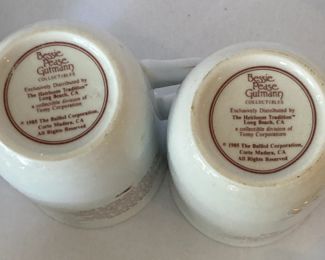 Bessie
Pease
Gutmann
COLLECTIBLES
Exclusively Distributed by
The Heirloom Tradition™
Long Beach, CA
a collectible division of
Tomy Corporation
© 1985 The Balliol Corporation,
Corte Madera, CA
All Rights Reserved
Bessie
Pease
Gutmann
COLLECTIBLES
Exclusively Distributed by
The Heirloom Tradition™
Long Beach, CA
a collectible division of
Tomy Corporation
© 1985 The Balliol Corporation,
Corte Madera, CA
All Rights Reserved